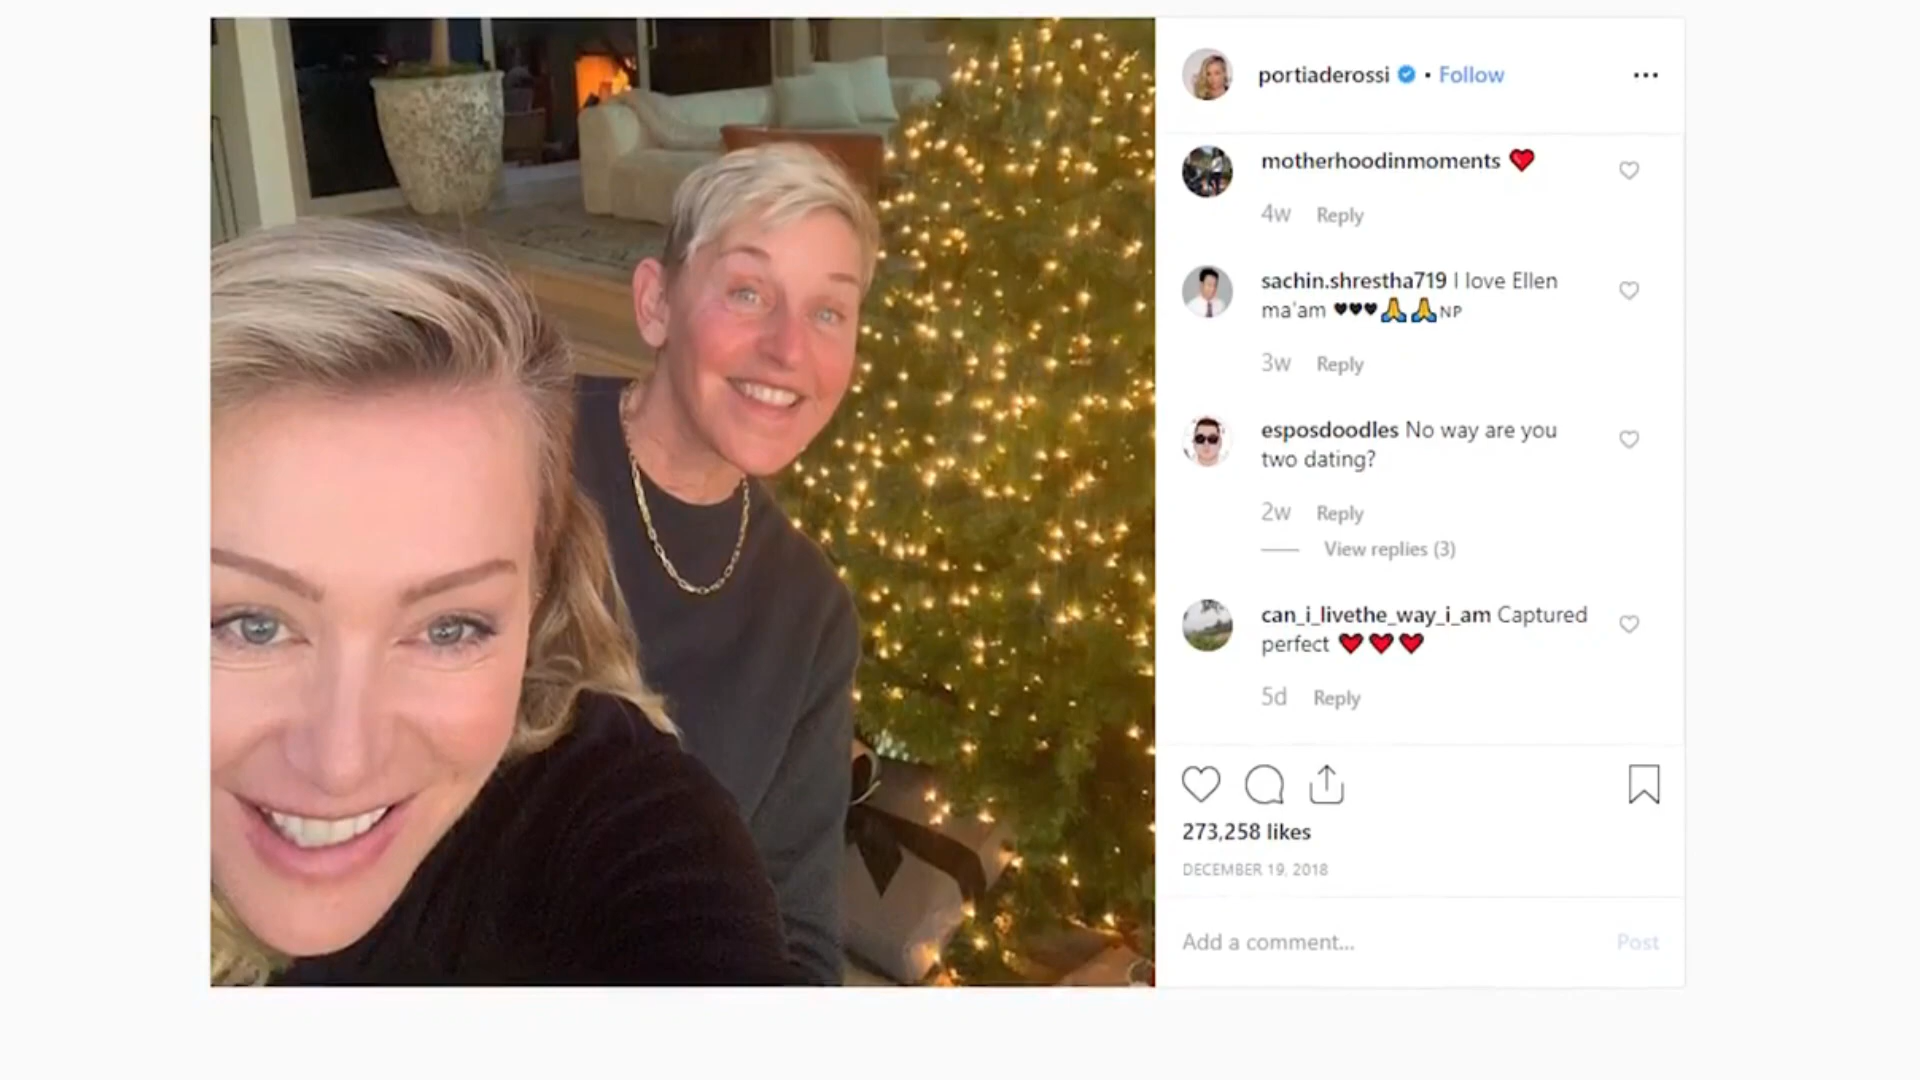 portiaderossi • Follow
motherhoodinmoments ❤️
4w Reply
sachin.shrestha719 I love Ellen
ma'am ♥♥♥🙏🙏NP
3w Reply
esposdoodles No way are you
two dating?
2w Reply
View replies (3)
can_i_livethe_way_i_am Captured
perfect ❤️❤️❤️
5d Reply
273,258 likes
DECEMBER 19, 2018
Add a comment... Post